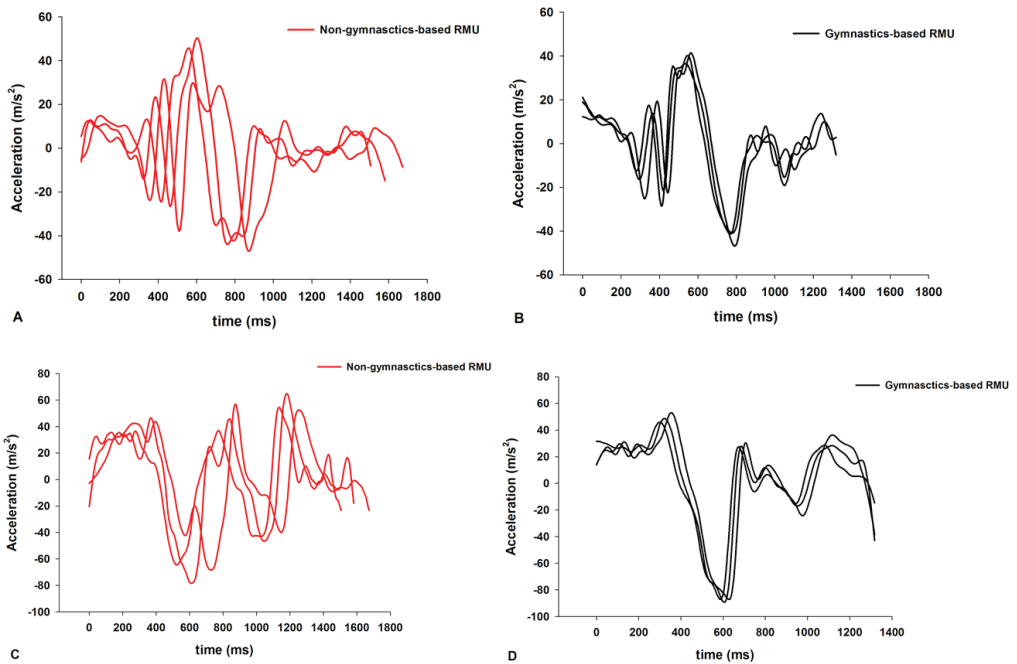 Non-gymnasctics-based RMU
Acceleration (m/s²)
60
40
20
0
-20
-40
-60
0 200 400 600 800 1000 1200 1400 1600 1800
time (ms)
A
Gymnastics-based RMU
Acceleration (m/s²)
60
40
20
0
-20
-40
-60
0 200 400 600 800 1000 1200 1400 1600 1800
time (ms)
B
Non-gymnasctics-based RMU
Acceleration (m/s²)
80
60
40
20
0
-20
-40
-60
-80
-100
0 200 400 600 800 1000 1200 1400 1600 1800
time (ms)
C
Gymnasctics-based RMU
Acceleration (m/s²)
80
60
40
20
0
-20
-40
-60
-80
-100
0 200 400 600 800 1000 1200 1400
time (ms)
D